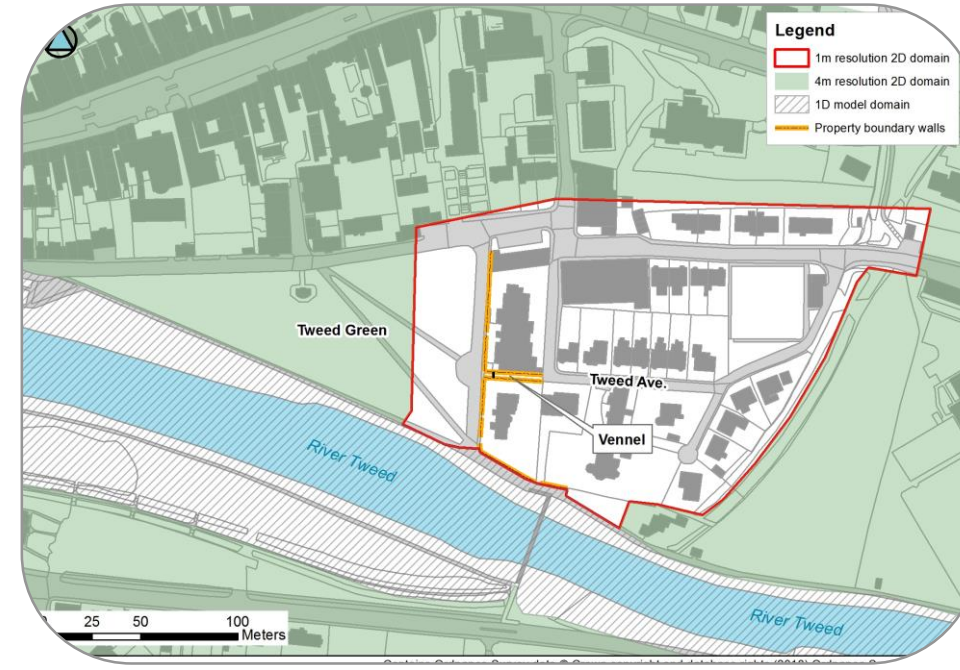 Legend
1m resolution 2D domain
4m resolution 2D domain
1D model domain
Property boundary walls
Tweed Green
Tweed Ave.
Vennel
River Tweed
River Tweed
25 50 100
Meters